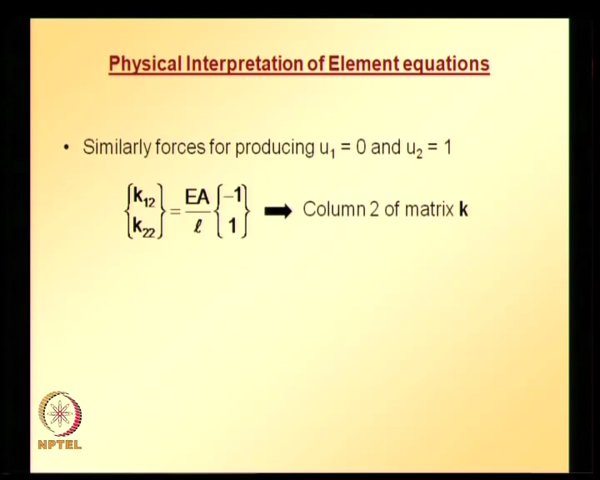 Physical Interpretation of Element equations
• Similarly forces for producing u₁ = 0 and u₂ = 1
{k₁₂ k₂₂} = EA/ℓ {−1 1} ➡ Column 2 of matrix k
NPTEL